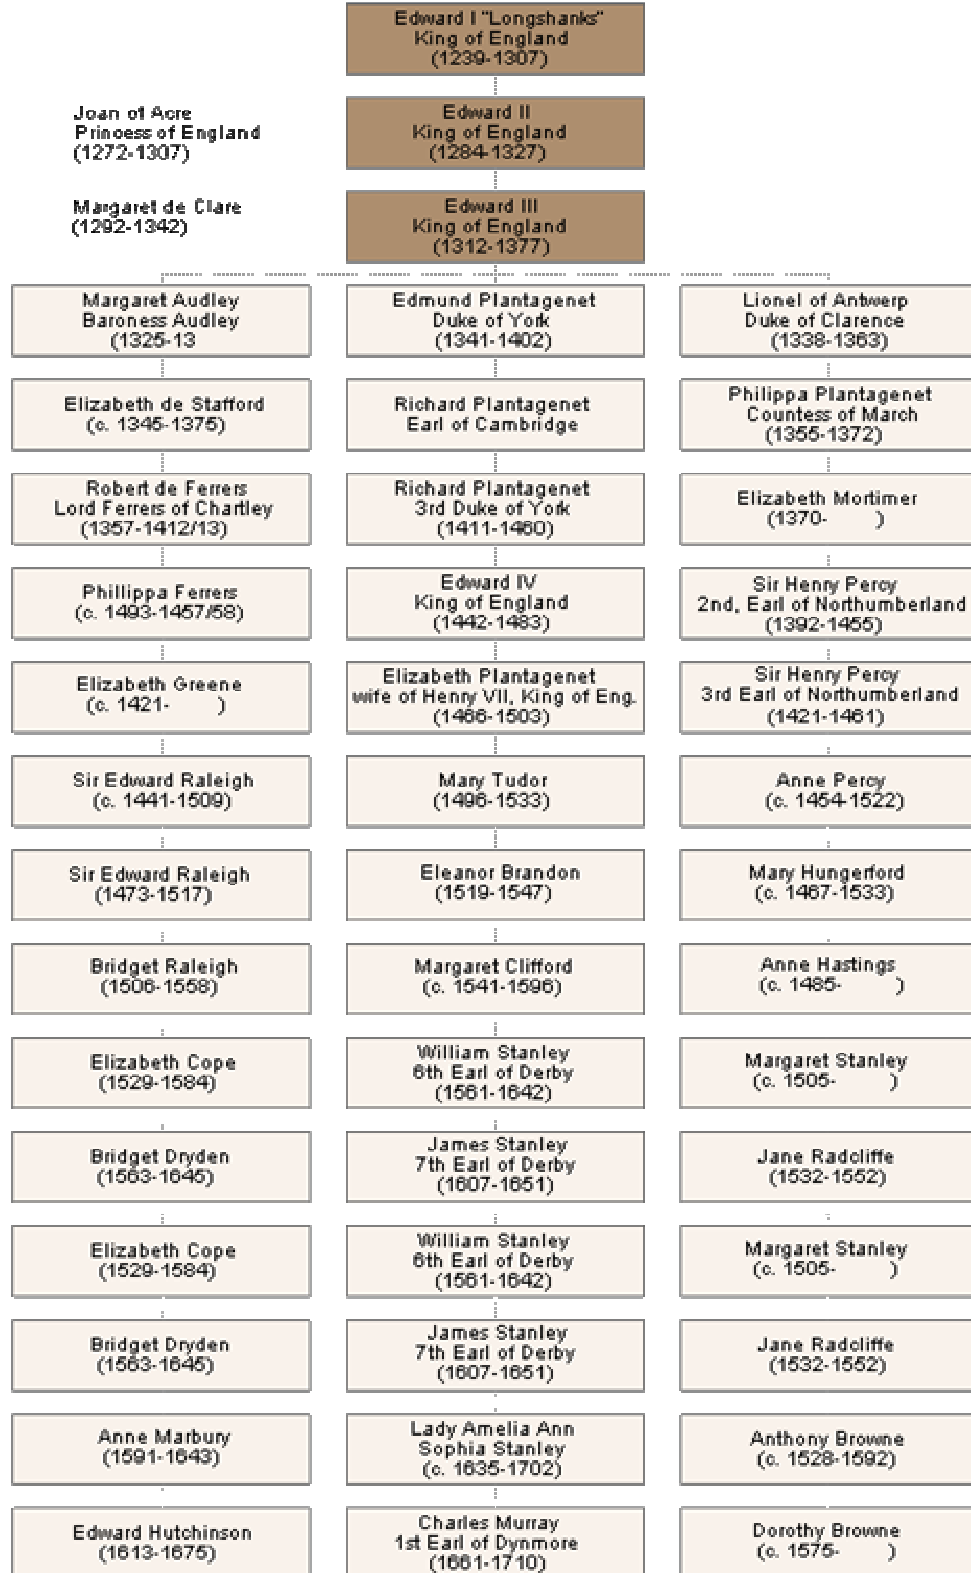 Edward I "Longshanks"
King of England
(1239-1307)
Joan of Acre
Princess of England
(1272-1307)
Edward II
King of England
(1284-1327)
Margaret de Clare
(1292-1342)
Edward III
King of England
(1312-1377)
Margaret Audley
Baroness Audley
(1325-13
Edmund Plantagenet
Duke of York
(1341-1402)
Lionel of Antwerp
Duke of Clarence
(1338-1363)
Elizabeth de Stafford
(c. 1345-1375)
Richard Plantagenet
Earl of Cambridge
Philippa Plantagenet
Countess of March
(1355-1372)
Robert de Ferrers
Lord Ferrers of Chartley
(1357-1412/13)
Richard Plantagenet
3rd Duke of York
(1411-1460)
Elizabeth Mortimer
(1370-       )
Phillippa Ferrers
(c. 1493-1457/58)
Edward IV
King of England
(1442-1483)
Sir Henry Percy
2nd, Earl of Northumberland
(1392-1455)
Elizabeth Greene
(c. 1421-       )
Elizabeth Plantagenet
wife of Henry VII, King of Eng.
(1466-1503)
Sir Henry Percy
3rd Earl of Northumberland
(1421-1461)
Sir Edward Raleigh
(c. 1441-1509)
Mary Tudor
(1496-1533)
Anne Percy
(c. 1454-1522)
Sir Edward Raleigh
(1473-1517)
Eleanor Brandon
(1519-1547)
Mary Hungerford
(c. 1467-1533)
Bridget Raleigh
(1506-1558)
Margaret Clifford
(c. 1541-1596)
Anne Hastings
(c. 1485-       )
Elizabeth Cope
(1529-1584)
William Stanley
6th Earl of Derby
(1561-1642)
Margaret Stanley
(c. 1505-       )
Bridget Dryden
(1563-1645)
James Stanley
7th Earl of Derby
(1607-1651)
Jane Radcliffe
(1532-1552)
Elizabeth Cope
(1529-1584)
William Stanley
6th Earl of Derby
(1561-1642)
Margaret Stanley
(c. 1505-       )
Bridget Dryden
(1563-1645)
James Stanley
7th Earl of Derby
(1607-1651)
Jane Radcliffe
(1532-1552)
Anne Marbury
(1591-1643)
Lady Amelia Ann
Sophia Stanley
(c. 1635-1702)
Anthony Browne
(c. 1528-1592)
Edward Hutchinson
(1613-1675)
Charles Murray
1st Earl of Dynmore
(1661-1710)
Dorothy Browne
(c. 1575-       )